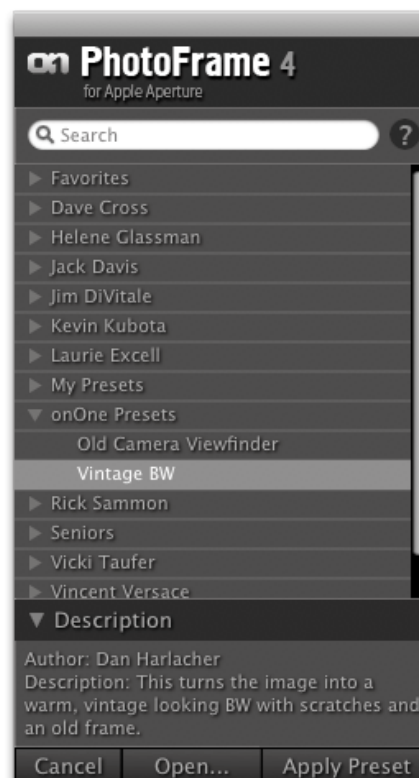 on PhotoFrame 4
for Apple Aperture
Search
?
Favorites
Dave Cross
Helene Glassman
Jack Davis
Jim DiVitale
Kevin Kubota
Laurie Excell
My Presets
onOne Presets
Old Camera Viewfinder
Vintage BW
Rick Sammon
Seniors
Vicki Taufer
Vincent Versace
Description
Author: Dan Harlacher
Description: This turns the image into a
warm, vintage looking BW with scratches and
an old frame.
Cancel
Open...
Apply Preset